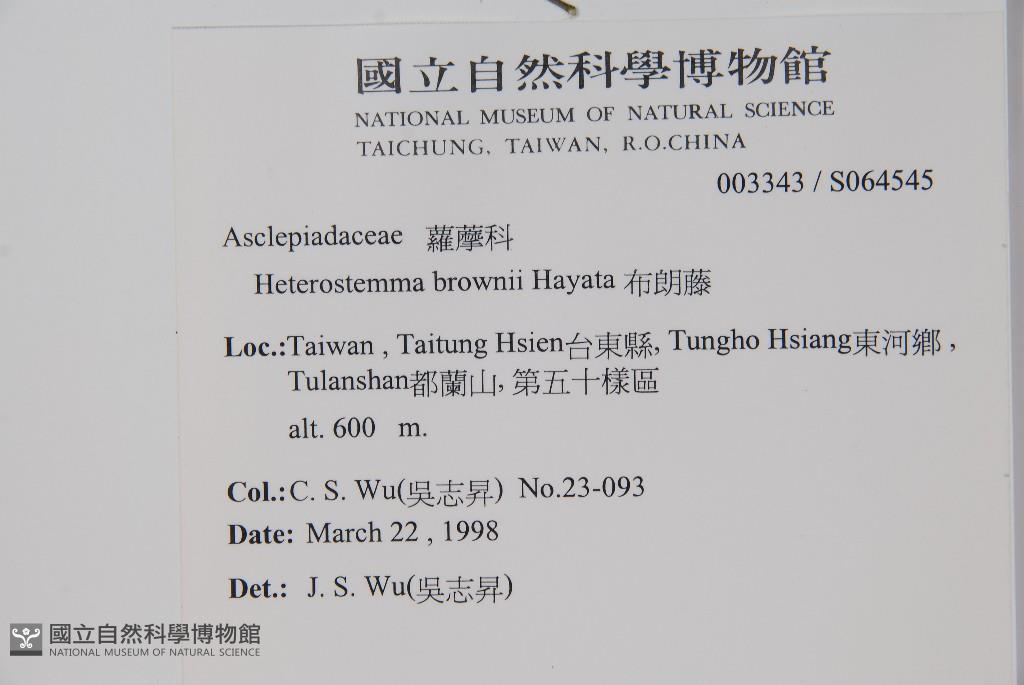 國立自然科學博物館
NATIONAL MUSEUM OF NATURAL SCIENCE
TAICHUNG, TAIWAN, R.O.CHINA
003343 / S064545
Asclepiadaceae 蘿藦科
Heterostemma brownii Hayata 布朗藤
Loc.:Taiwan , Taitung Hsien台東縣, Tungho Hsiang東河鄉 ,
Tulanshan都蘭山, 第五十樣區
alt. 600 m.
Col.: C. S. Wu(吳志昇) No.23-093
Date: March 22 , 1998
Det.: J. S. Wu(吳志昇)
國立自然科學博物館
NATIONAL MUSEUM OF NATURAL SCIENCE